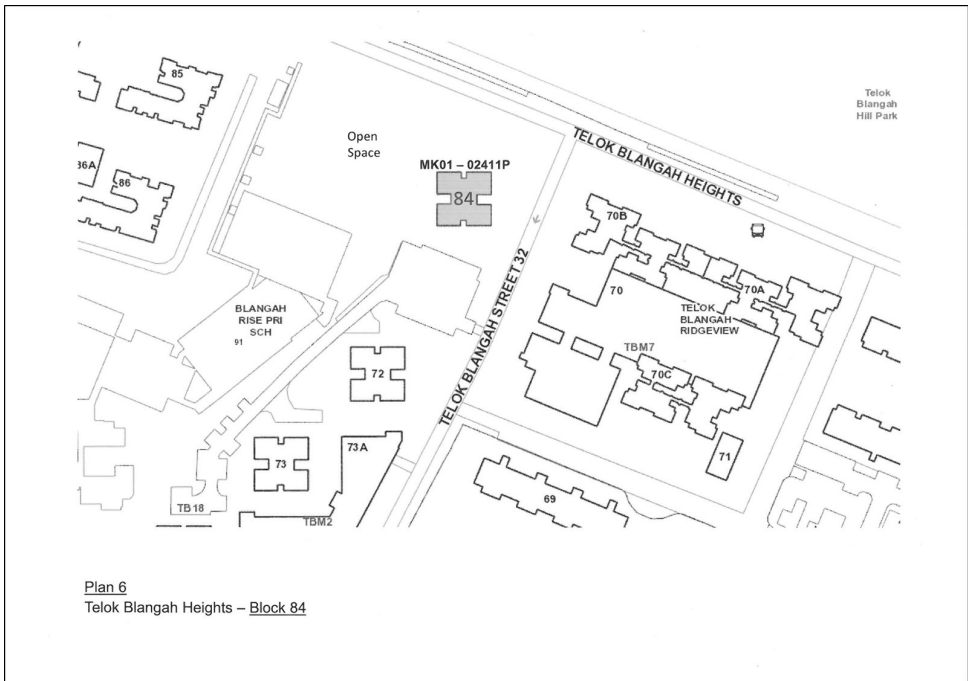 85
Telok
Blangah
Hill Park
Open
Space
TELOK BLANGAH HEIGHTS
36A
MK01 – 02411P
84
86
70B
TELOK BLANGAH STREET 32
70
70A
BLANGAH
RISE PRI
SCH
91
TELOK
BLANGAH
RIDGEVIEW
TBM7
72
70C
73A
73
71
69
TB 18
TBM2
Plan 6
Telok Blangah Heights – Block 84